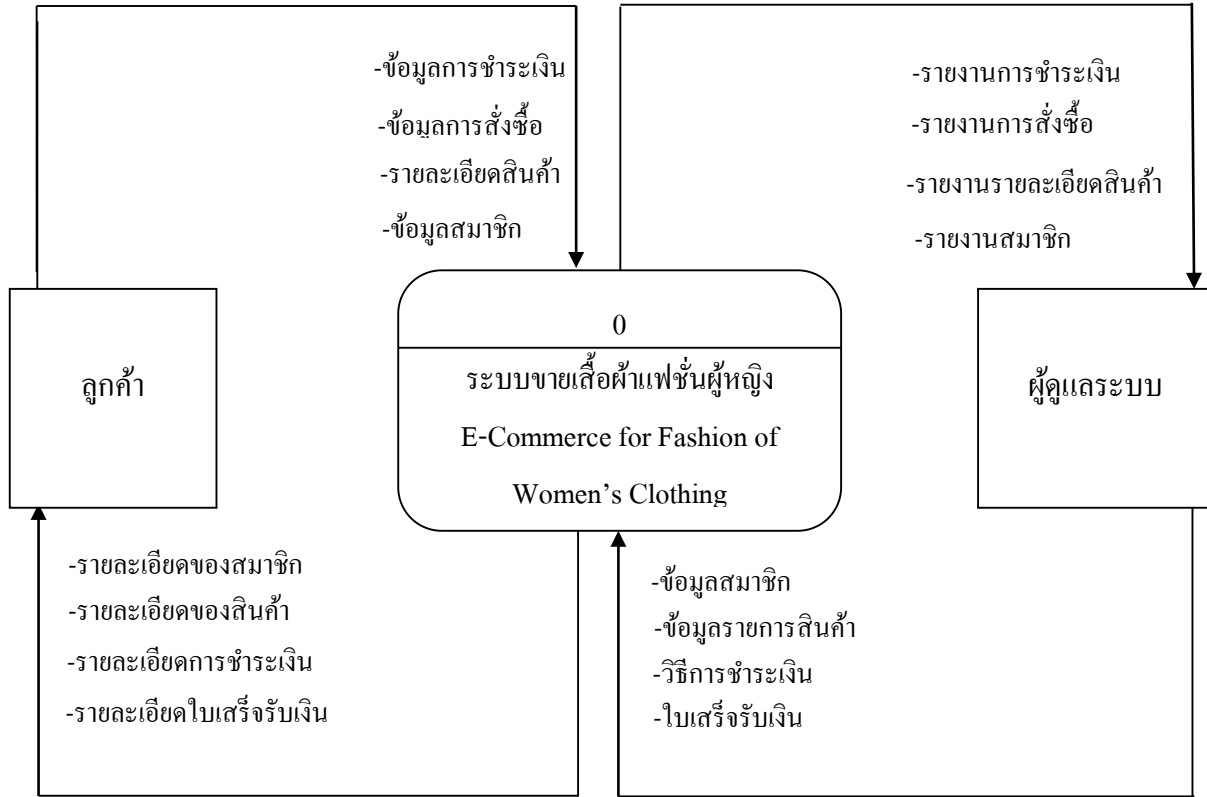 -ข้อมูลการชำระเงิน
-ข้อมูลการสั่งซื้อ
-รายละเอียดสินค้า
-ข้อมูลสมาชิก
-รายงานการชำระเงิน
-รายงานการสั่งซื้อ
-รายงานรายละเอียดสินค้า
-รายงานสมาชิก
ลูกค้า
0
ระบบขายเสื้อผ้าแฟชั่นผู้หญิง
E-Commerce for Fashion of
Women’s Clothing
ผู้ดูแลระบบ
-รายละเอียดของสมาชิก
-รายละเอียดของสินค้า
-รายละเอียดการชำระเงิน
-รายละเอียดใบเสร็จรับเงิน
-ข้อมูลสมาชิก
-ข้อมูลรายการสินค้า
-วิธีการชำระเงิน
-ใบเสร็จรับเงิน